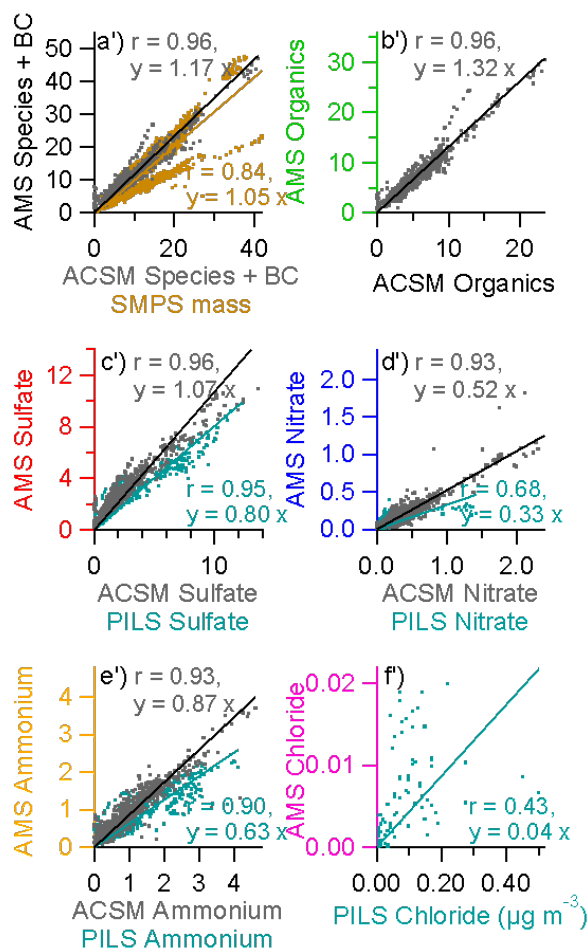 a')
r = 0.96,
y = 1.17 x
r = 0.84,
y = 1.05 x
AMS Species + BC
50
40
30
20
10
0
0
20
40
ACSM Species + BC
SMPS mass
b')
r = 0.96,
y = 1.32 x
AMS Organics
30
20
10
0
0
10
20
ACSM Organics
c')
r = 0.96,
y = 1.07 x
r = 0.95,
y = 0.80 x
AMS Sulfate
12
8
4
0
0
10
ACSM Sulfate
PILS Sulfate
d')
r = 0.93,
y = 0.52 x
r = 0.68,
y = 0.33 x
AMS Nitrate
2.0
1.5
1.0
0.5
0.0
0.0
1.0
2.0
ACSM Nitrate
PILS Nitrate
e')
r = 0.93,
y = 0.87 x
r = 0.90,
y = 0.63 x
AMS Ammonium
4
3
2
1
0
0
1
2
3
4
ACSM Ammonium
PILS Ammonium
f')
r = 0.43,
y = 0.04 x
AMS Chloride
0.02
0.01
0.00
0.00
0.20
0.40
PILS Chloride (µg m⁻³)